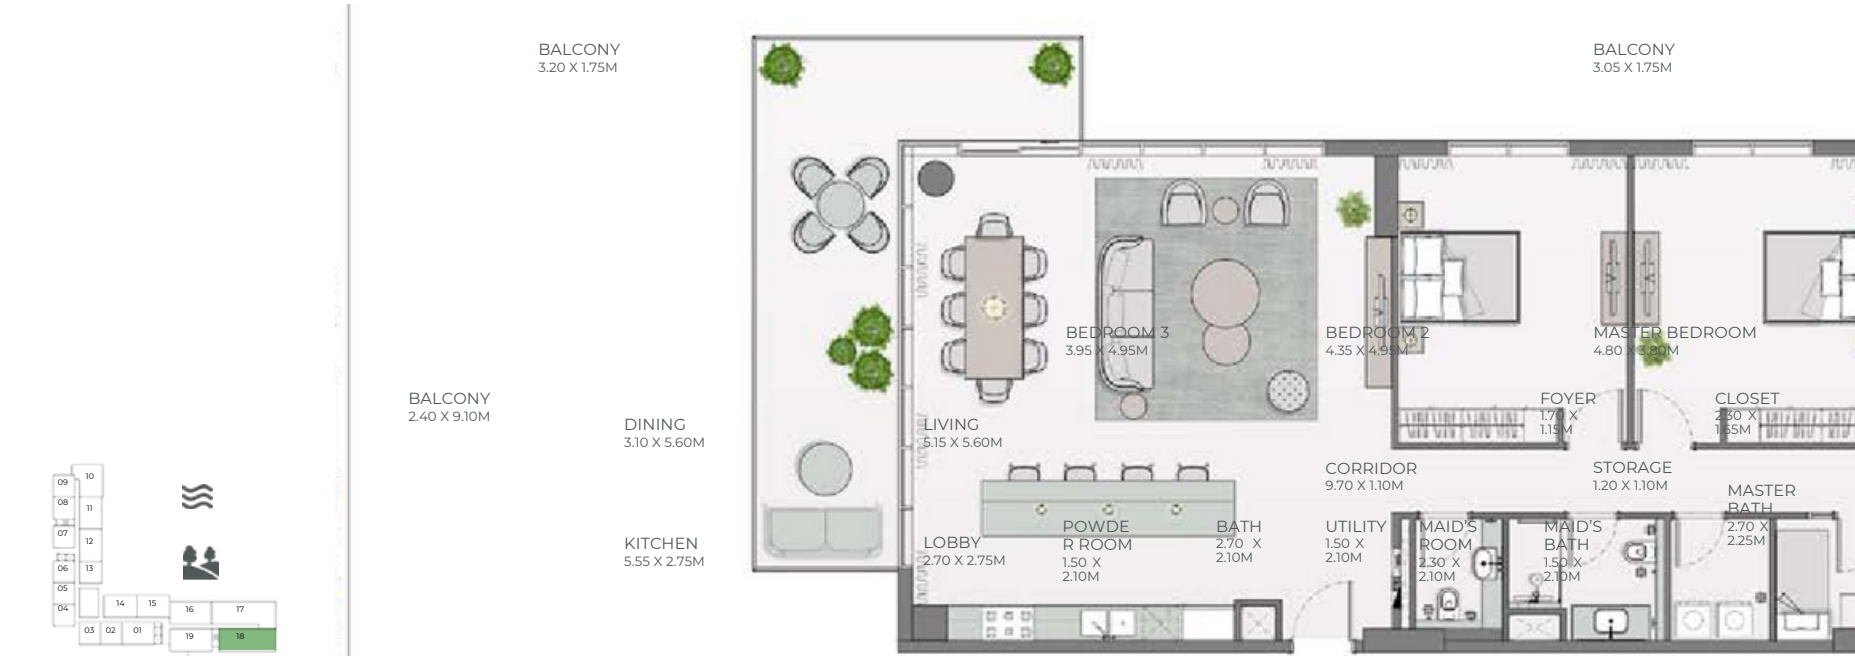 BALCONY
3.20 X 1.75M
BALCONY
3.05 X 1.75M
BEDROOM 3
3.95 X 4.95M
BEDROOM 2
4.35 X 4.95M
MASTER BEDROOM
4.80 X 3.80M
BALCONY
2.40 X 9.10M
DINING
3.10 X 5.60M
LIVING
5.15 X 5.60M
FOYER
1.70 X
1.15M
CLOSET
2.30 X
1.65M
CORRIDOR
9.70 X 1.10M
STORAGE
1.20 X 1.10M
MASTER
BATH
2.70 X
2.25M
KITCHEN
5.55 X 2.75M
LOBBY
2.70 X 2.75M
POWDE
R ROOM
1.50 X
2.10M
BATH
2.70 X
2.10M
UTILITY
1.50 X
2.10M
MAID'S
ROOM
2.30 X
2.10M
MAID'S
BATH
1.50 X
2.10M
09
10
08
11
07
12
06
13
05
04
14
15
16
17
03
02
01
19
18